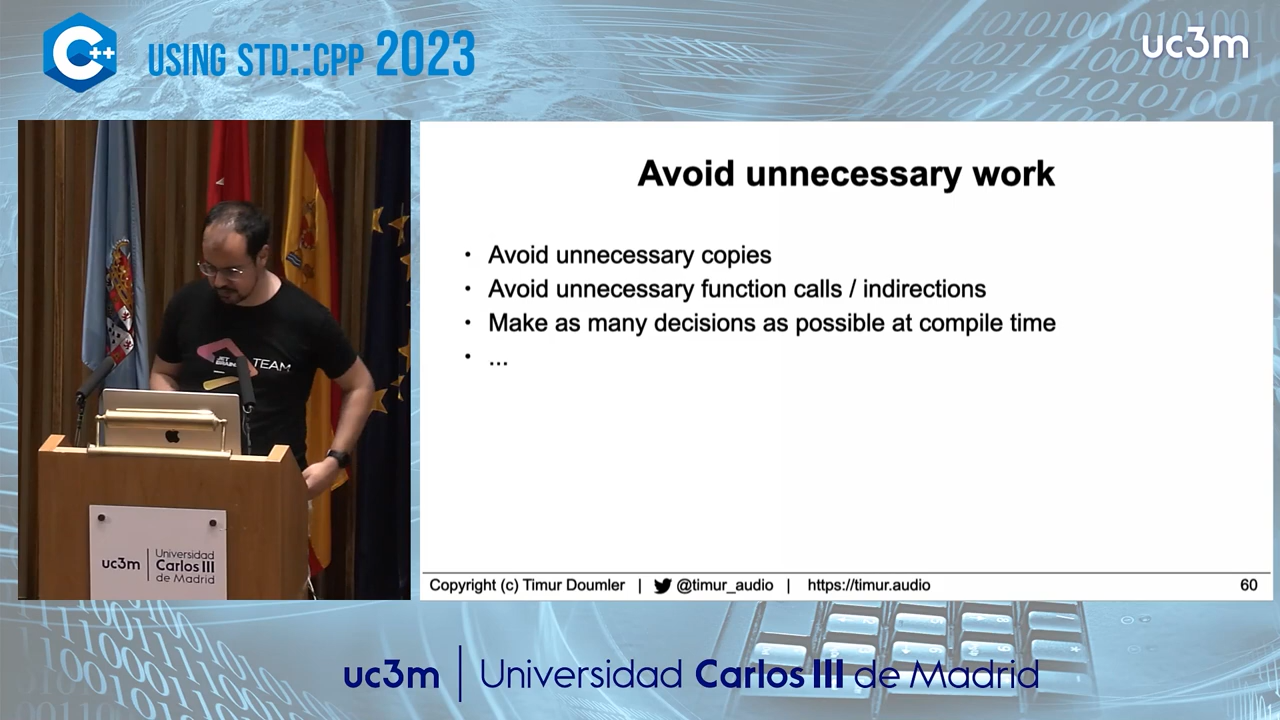 C++
USING STD::CPP 2023
uc3m
Avoid unnecessary work
• Avoid unnecessary copies
• Avoid unnecessary function calls / indirections
• Make as many decisions as possible at compile time
• ...
Copyright (c) Timur Doumler | @timur_audio | https://timur.audio 60
JET
BRAINS
TEAM
uc3m | Universidad
Carlos III
de Madrid
uc3m | Universidad Carlos III de Madrid